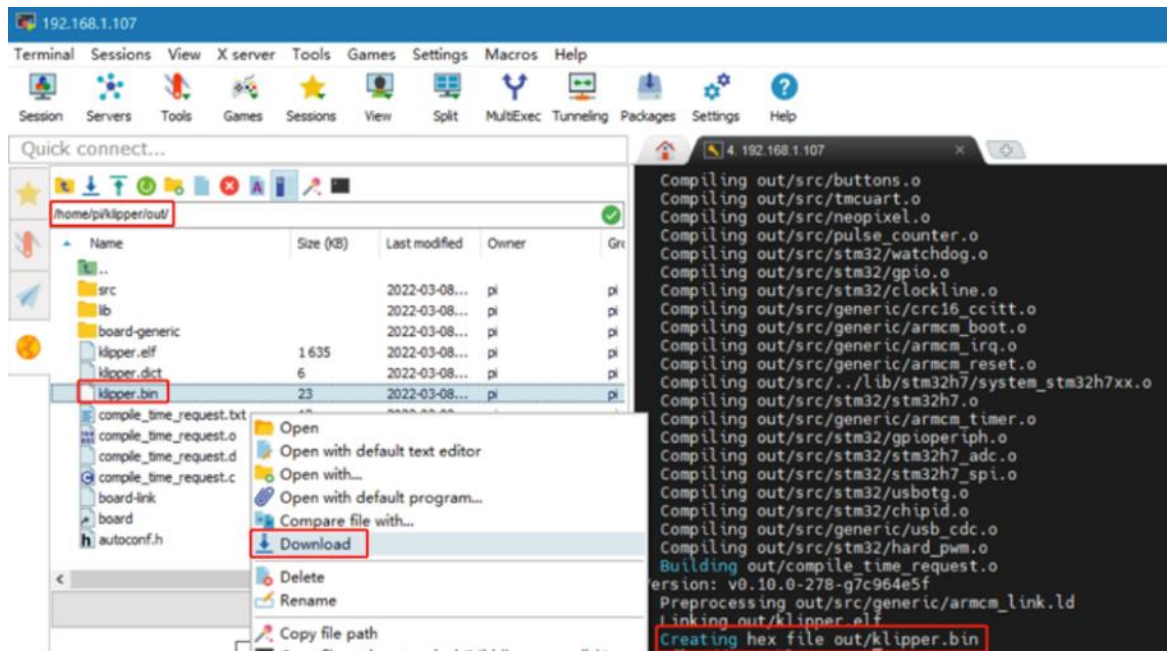 192.168.1.107
Terminal Sessions View X server Tools Games Settings Macros Help
Session Servers Tools Games Sessions View Split MultiExec Tunneling Packages Settings Help
Quick connect...
4. 192.168.1.107
/home/pi/klipper/out/
Name Size (KB) Last modified Owner Gro
..
src 2022-03-08... pi pi
lib 2022-03-08... pi pi
board-generic 2022-03-08... pi pi
klipper.elf 1 635 2022-03-08... pi pi
klipper.dict 6 2022-03-08... pi pi
klipper.bin 23 2022-03-08... pi pi
compile_time_request.txt
compile_time_request.o
compile_time_request.d
compile_time_request.c
board-link
board
autoconf.h
Open
Open with default text editor
Open with...
Open with default program...
Compare file with...
Download
Delete
Rename
Copy file path
Compiling out/src/buttons.o
Compiling out/src/tmcuart.o
Compiling out/src/neopixel.o
Compiling out/src/pulse_counter.o
Compiling out/src/stm32/watchdog.o
Compiling out/src/stm32/gpio.o
Compiling out/src/stm32/clockline.o
Compiling out/src/generic/crc16_ccitt.o
Compiling out/src/generic/armcm_boot.o
Compiling out/src/generic/armcm_irq.o
Compiling out/src/generic/armcm_reset.o
Compiling out/src/../lib/stm32h7/system_stm32h7xx.o
Compiling out/src/stm32/stm32h7.o
Compiling out/src/generic/armcm_timer.o
Compiling out/src/stm32/gpioperiph.o
Compiling out/src/stm32/stm32h7_adc.o
Compiling out/src/stm32/stm32h7_spi.o
Compiling out/src/stm32/usbotg.o
Compiling out/src/stm32/chipid.o
Compiling out/src/generic/usb_cdc.o
Compiling out/src/stm32/hard_pwm.o
Building out/compile_time_request.o
ersion: v0.10.0-278-g7c964e5f
Preprocessing out/src/generic/armcm_link.ld
Linking out/klipper.elf
Creating hex file out/klipper.bin